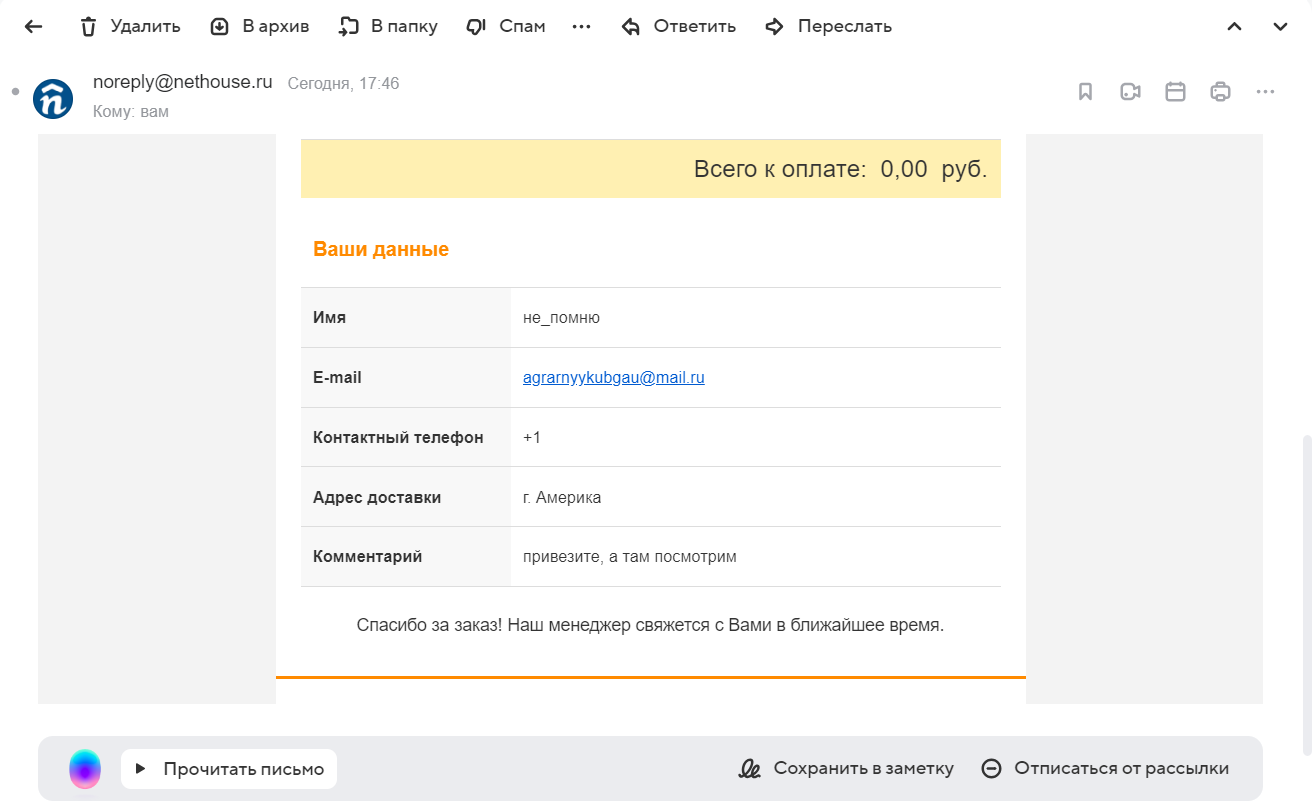 Удалить В архив В папку Спам Ответить Переслать
noreply@nethouse.ru Сегодня, 17:46
Кому: вам
Всего к оплате: 0,00 руб.
Ваши данные
Имя не_помню
E-mail agrarnyykubgau@mail.ru
Контактный телефон +1
Адрес доставки г. Америка
Комментарий привезите, а там посмотрим
Спасибо за заказ! Наш менеджер свяжется с Вами в ближайшее время.
Прочитать письмо Сохранить в заметку Отписаться от рассылки